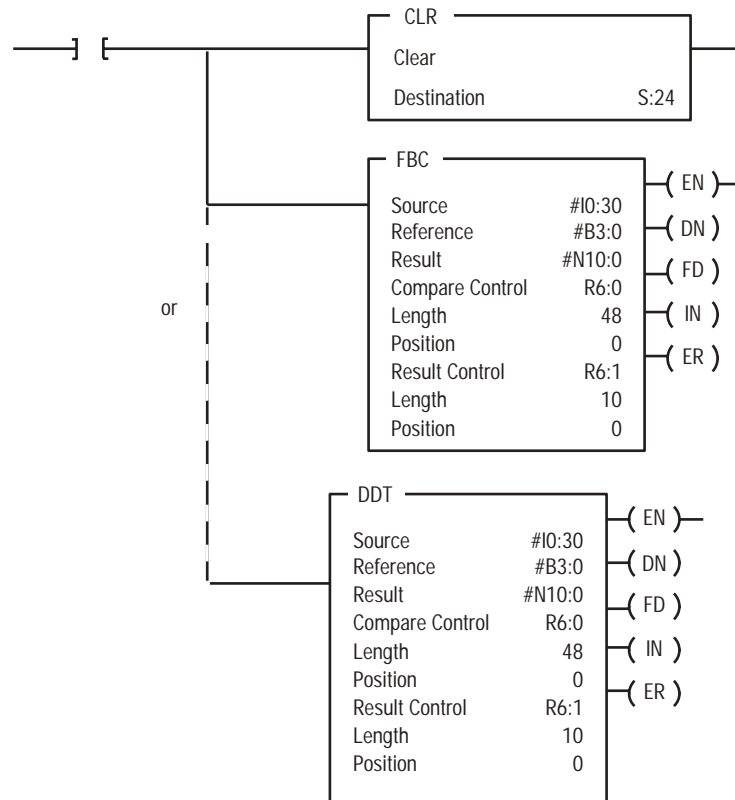 CLR
Clear
Destination S:24
FBC
Source #I0:30
Reference #B3:0
Result #N10:0
Compare Control R6:0
Length 48
Position 0
Result Control R6:1
Length 10
Position 0
EN
DN
FD
IN
ER
or
DDT
Source #I0:30
Reference #B3:0
Result #N10:0
Compare Control R6:0
Length 48
Position 0
Result Control R6:1
Length 10
Position 0
EN
DN
FD
IN
ER